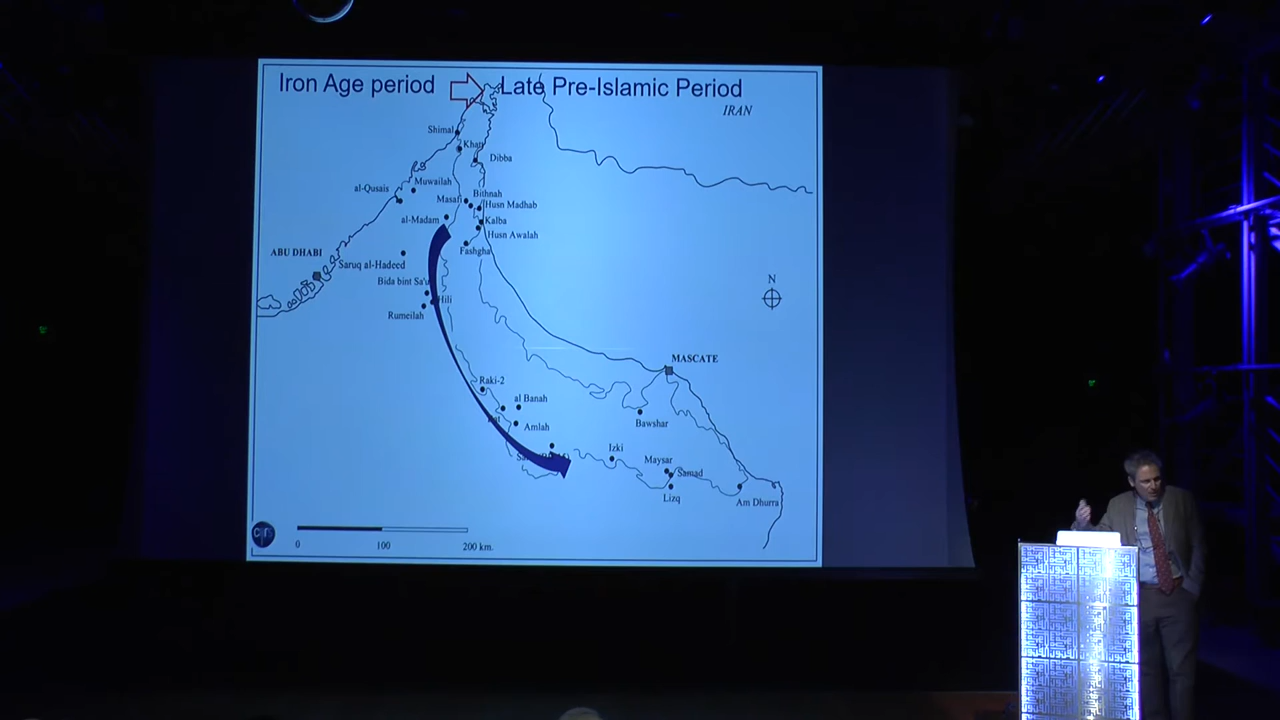 Iron Age period
Late Pre-Islamic Period
IRAN
Shimal
Khatt
Dibba
al-Qusais
Muwailah
Masafi
Bithnah
Husn Madhab
al-Madam
Kalba
Husn Awalah
Fashgha
ABU DHABI
Saruq al-Hadeed
Bida bint Sa'u
Hili
Rumeilah
N
MASCATE
Raki-2
al Banah
Amlah
Bawshar
Izki
Maysar
Samad
Lizq
Am Dhurra
0
100
200 km.